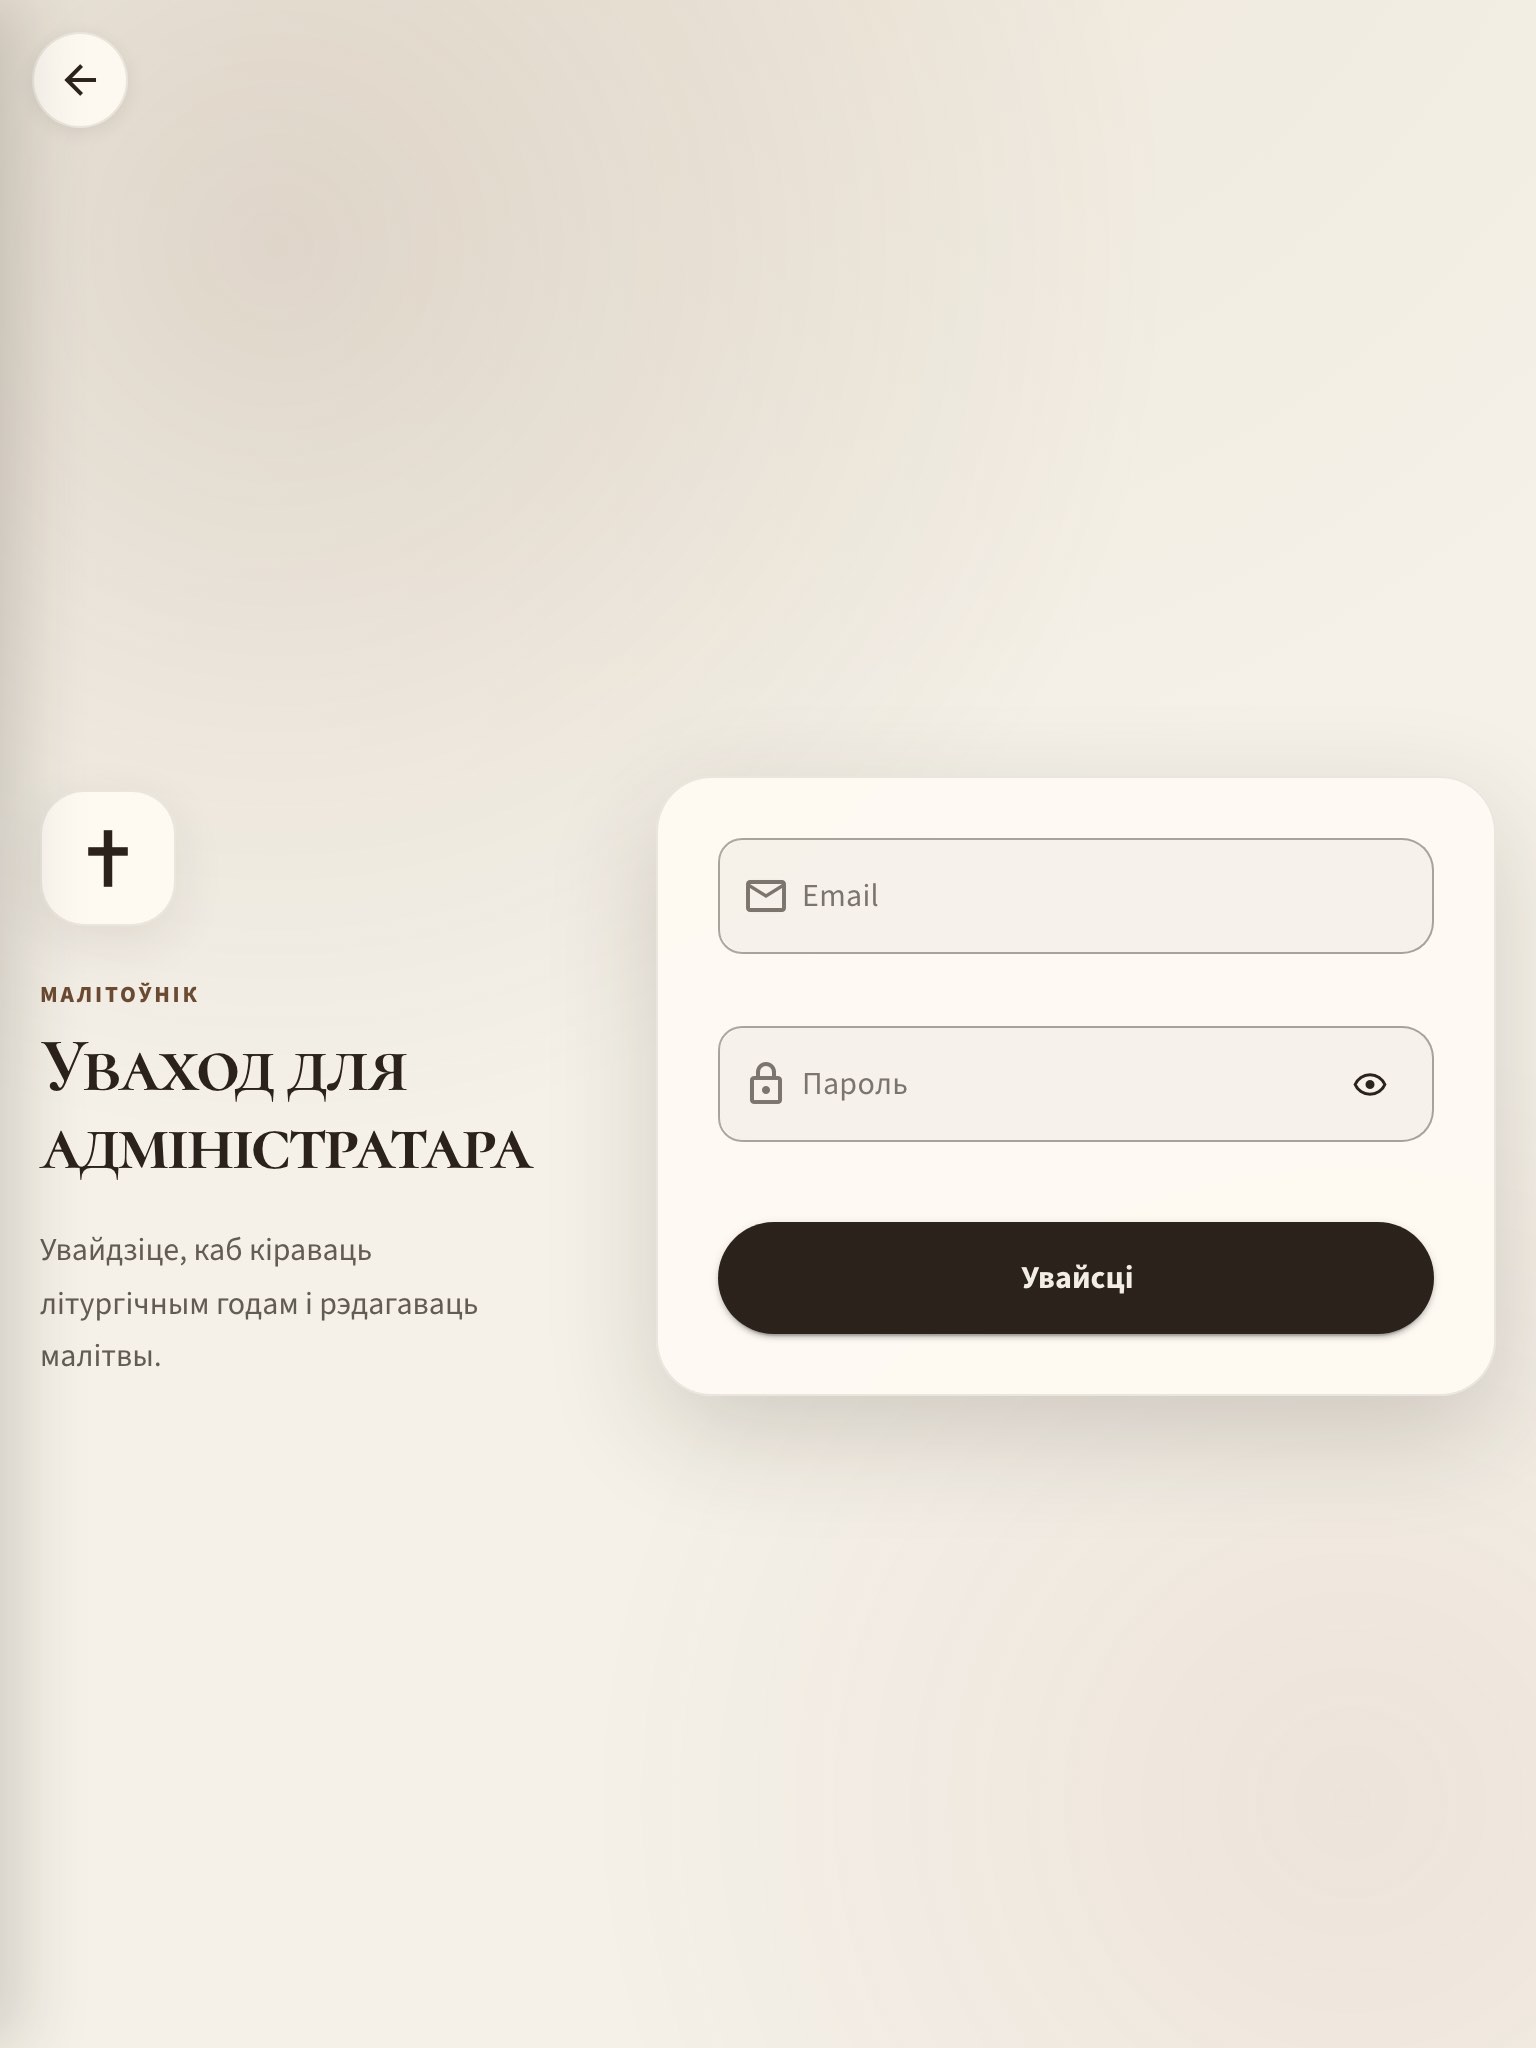 МАЛІТОЎНІК
Уваход для
адміністратара
Увайдзіце, каб кіраваць
літургічным годам і рэдагаваць
малітвы.
Email
Пароль
Увайсці